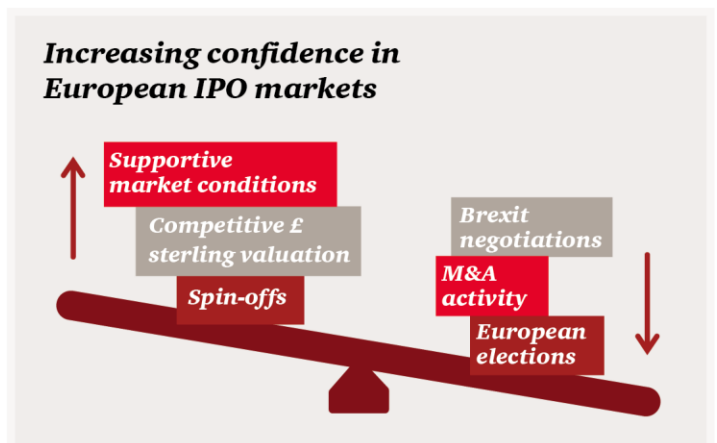 Increasing confidence in
European IPO markets
Supportive
market conditions
Competitive £
sterling valuation
Spin-offs
Brexit
negotiations
M&A
activity
European
elections